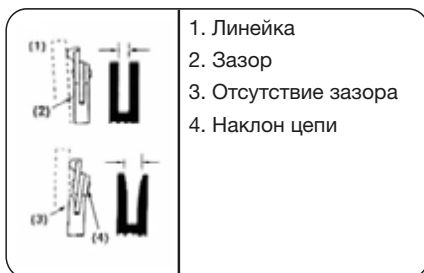 (1)
(2)
(3)
(4)
1. Линейка
2. Зазор
3. Отсутствие зазора
4. Наклон цепи